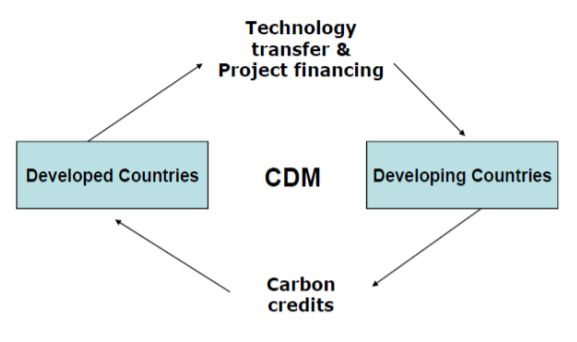 Technology
transfer &
Project financing
Developed Countries
CDM
Developing Countries
Carbon
credits